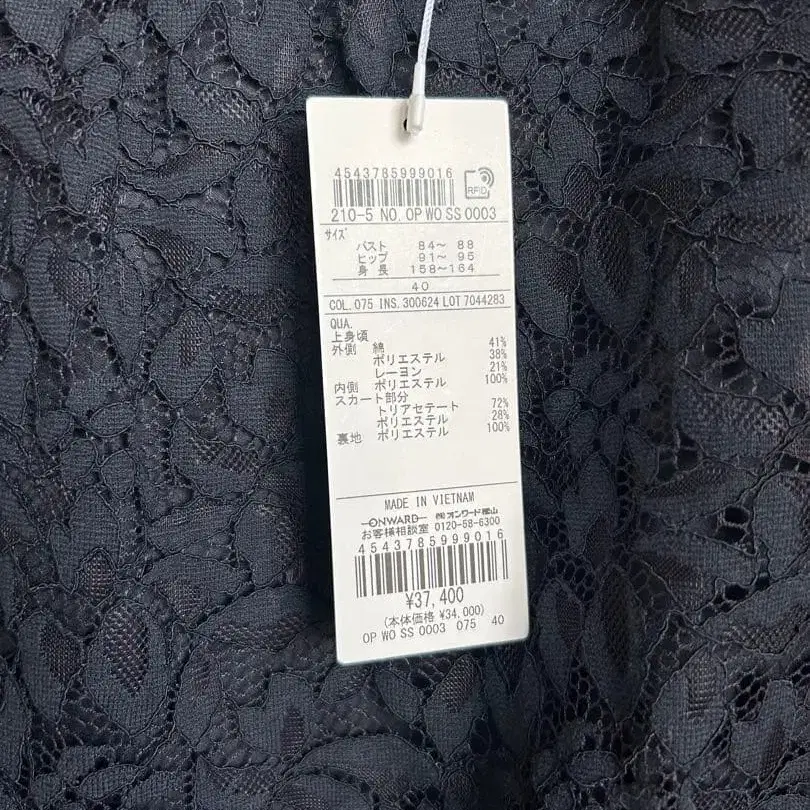 4543785999016
RFID
210-5 NO. OP WO SS 0003
サイズ
バスト 84～ 88
ヒップ 91～ 95
身長 158～164
40
COL. 075 INS. 300624 LOT 7044283
QUA.
上身頃
外側 綿 41%
ポリエステル 38%
レーヨン 21%
内側 ポリエステル 100%
スカート部分
トリアセテート 72%
ポリエステル 28%
裏地 ポリエステル 100%
MADE IN VIETNAM
ONWARD ㈱オンワード樫山
お客様相談室 0120-58-6300
4543785999016
¥37,400
(本体価格 ¥34,000)
OP WO SS 0003 075 40